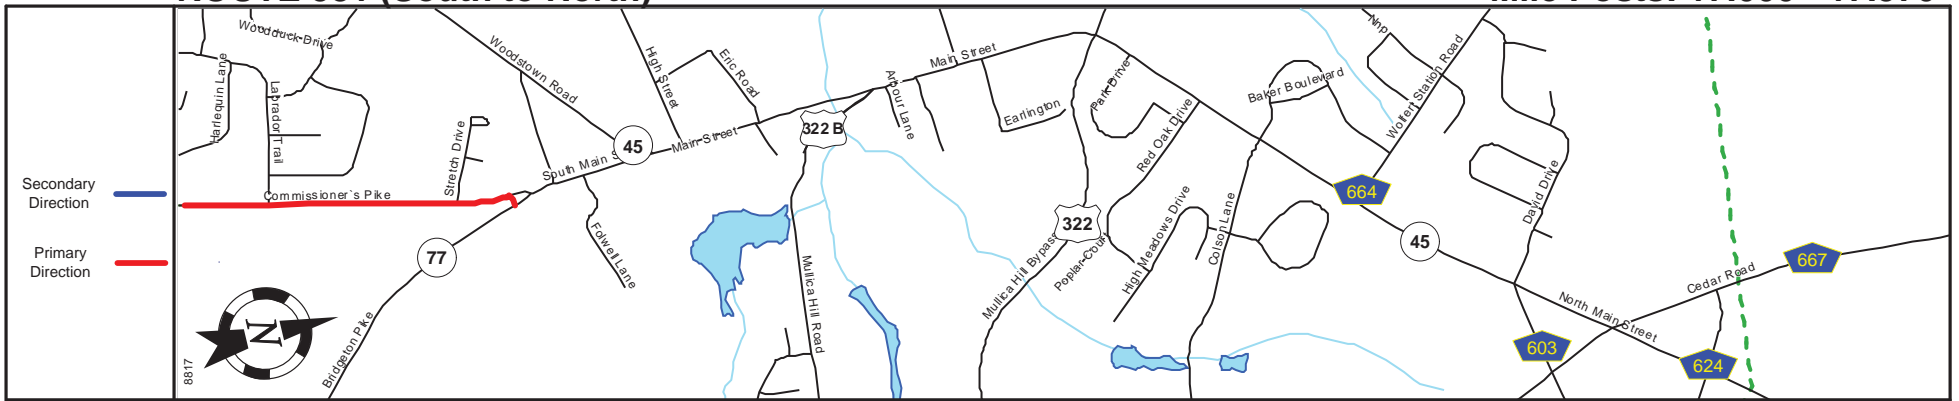 Secondary
Direction
Primary
Direction
Woodduck Drive
Harlequin Lane
Labrador Trail
Commissioner`s Pike
Stretch Drive
Woodstown Road
High Street
Eric Road
45
South Main S
Main Street
322 B
Arbour Lane
Main Street
Earlington
Park Drive
Red Oak Drive
Baker Boulevard
Wolfert Station Road
664
45
David Drive
667
Cedar Road
North Main Street
603
624
77
Bridgeton Pike
Folwell Lane
Mullica Hill Road
322
Mullica Hill Bypass
Poplar Court
High Meadows Drive
Colson Lane
N
8817